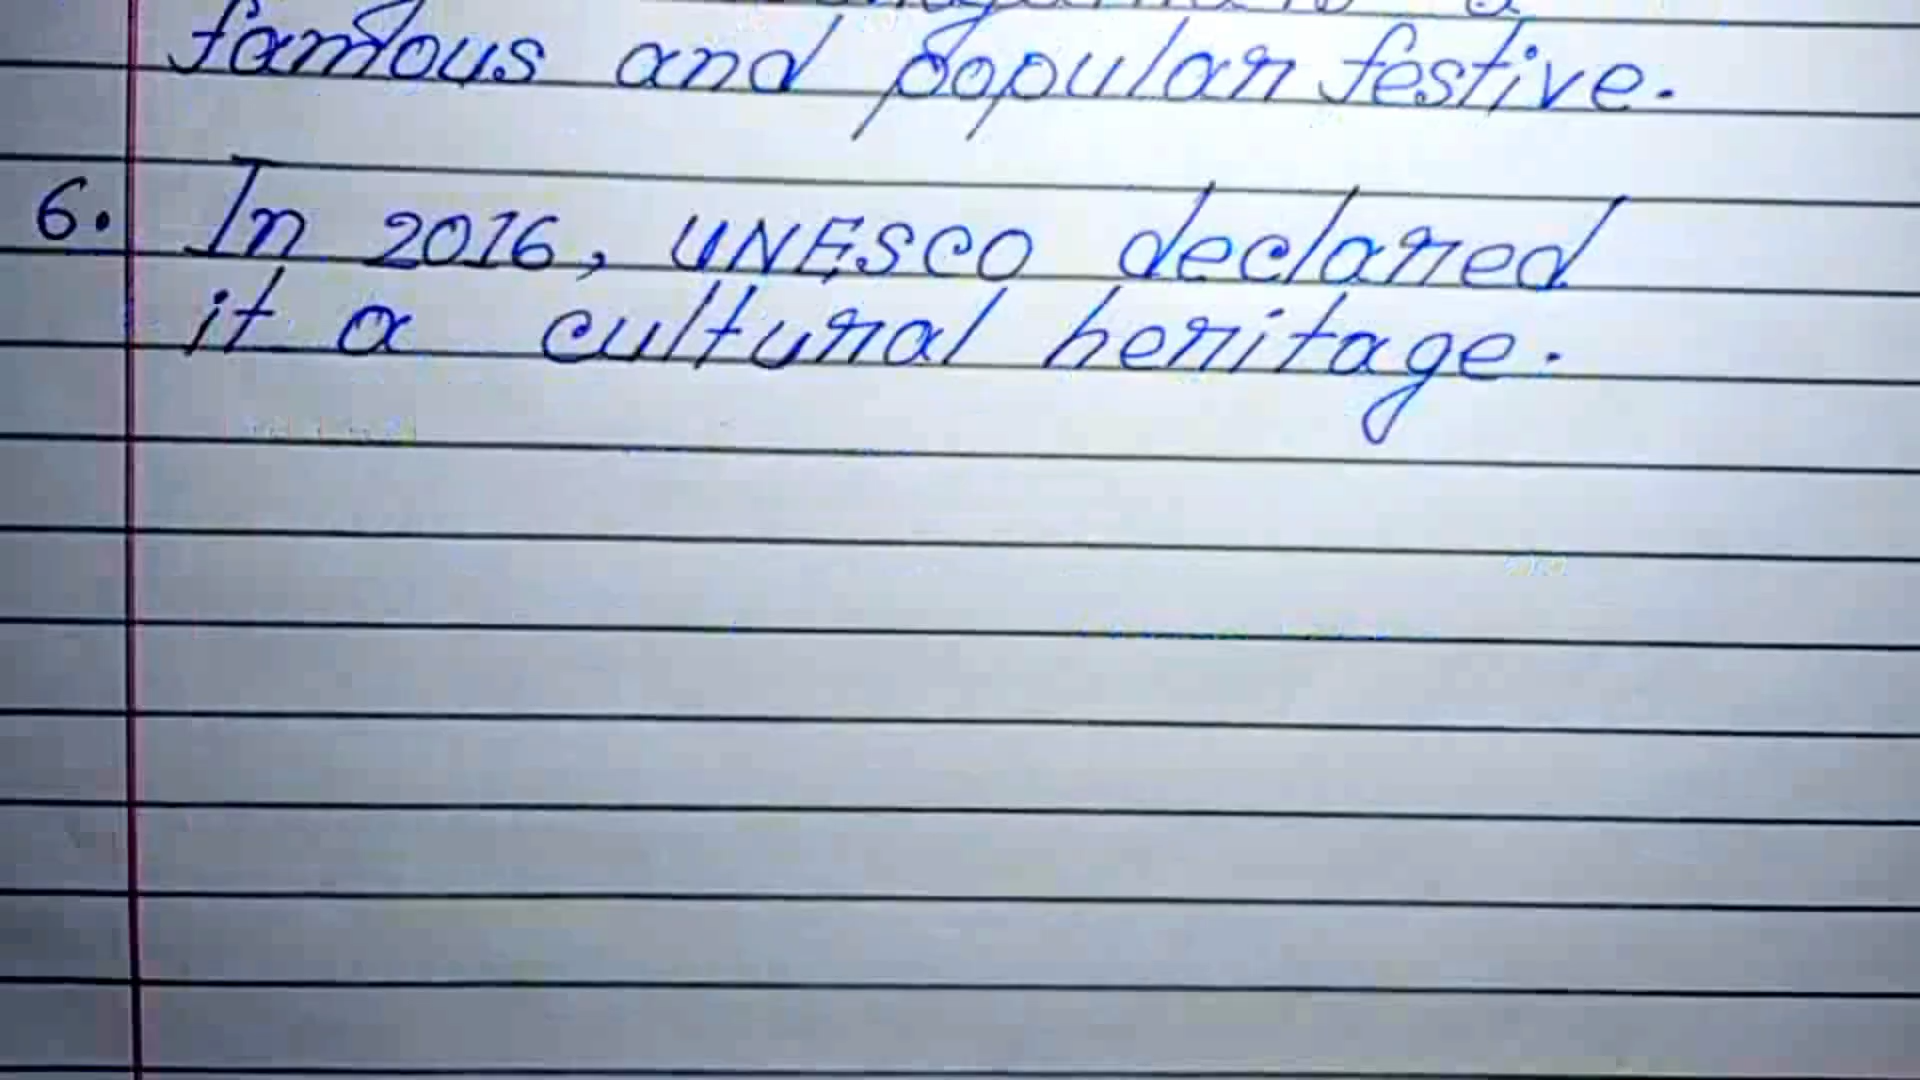 famous and popular festive.
6. In 2016, UNESCO declared
it a cultural heritage.